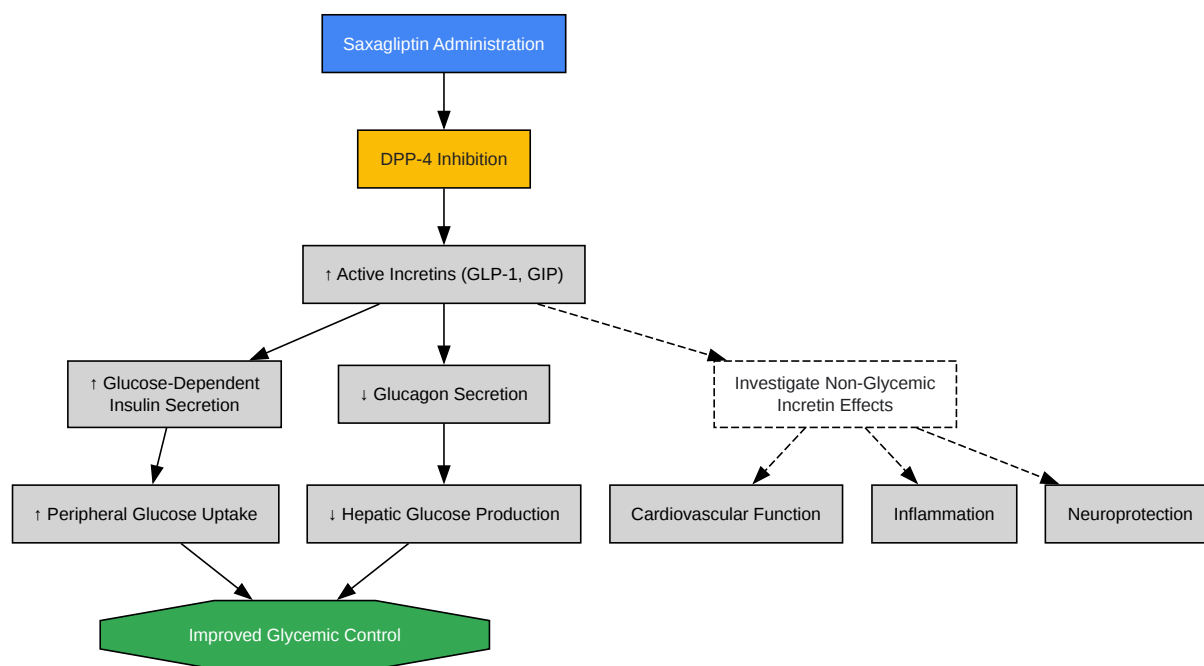 Saxagliptin Administration
DPP-4 Inhibition
↑ Active Incretins (GLP-1, GIP)
↑ Glucose-Dependent
Insulin Secretion
↓ Glucagon Secretion
Investigate Non-Glycemic
Incretin Effects
↑ Peripheral Glucose Uptake
↓ Hepatic Glucose Production
Cardiovascular Function
Inflammation
Neuroprotection
Improved Glycemic Control